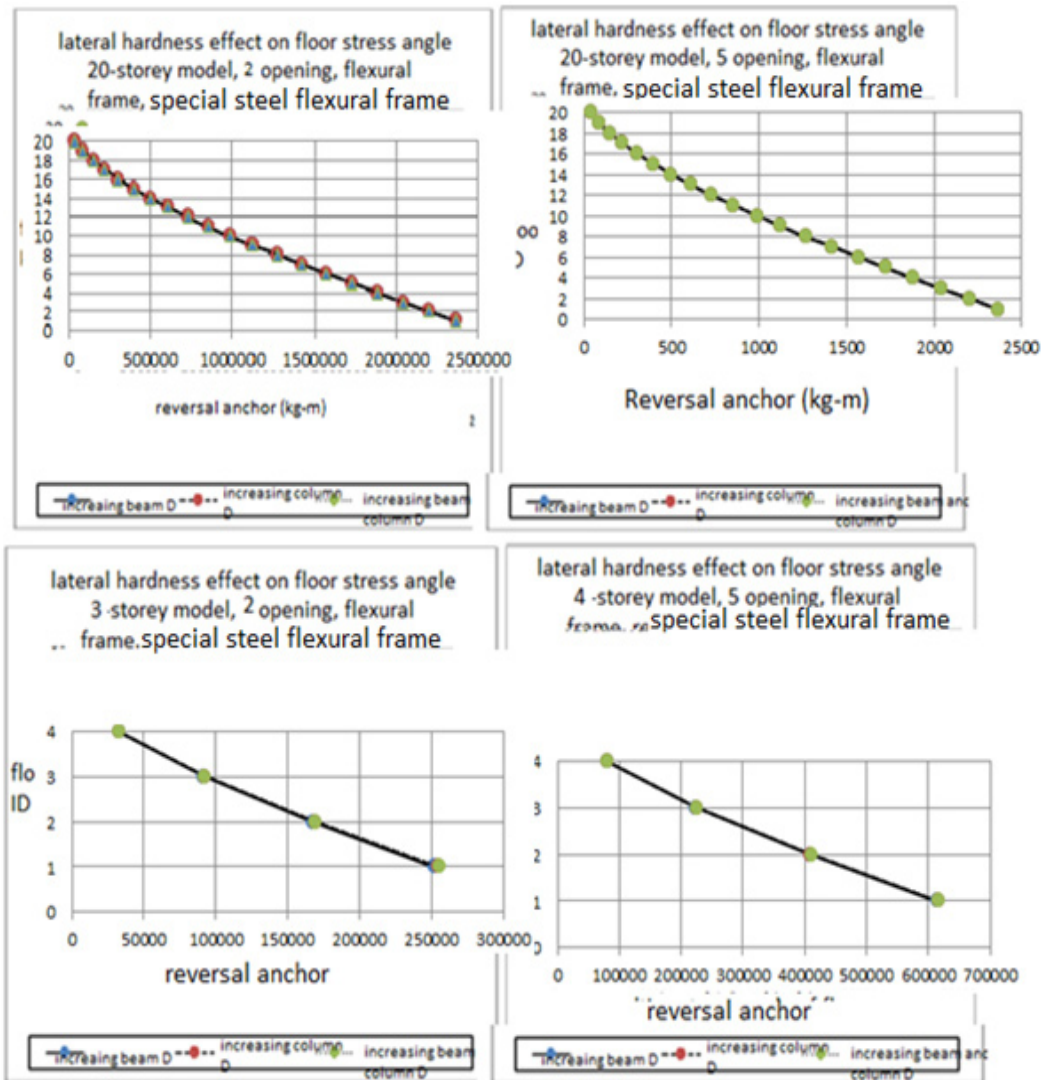 lateral hardness effect on floor stress angle
20-storey model, 2 opening, flexural
frame, special steel flexural frame
20
18
16
14
12
10
8
6
4
2
0
0 500000 1000000 1500000 2000000 2500000
reversal anchor (kg-m)
2
increaing beam D increasing column D increasing beam column D
lateral hardness effect on floor stress angle
20-storey model, 5 opening, flexural
frame, special steel flexural frame
20
18
16
14
12
10
8
6
4
2
0
0 500 1000 1500 2000 2500
Reversal anchor (kg-m)
increaing beam D increasing column D increasing beam and column D
lateral hardness effect on floor stress angle
3 -storey model, 2 opening, flexural
frame. special steel flexural frame
flo
ID
4
3
2
1
0
0 50000 100000 150000 200000 250000 300000
reversal anchor
increaing beam D increasing column D increasing beam column D
lateral hardness effect on floor stress angle
4 -storey model, 5 opening, flexural
frame, special steel flexural frame
4
3
2
1
0
0 100000 200000 300000 400000 500000 600000 700000
reversal anchor
increaing beam D increasing column D increasing beam and column D